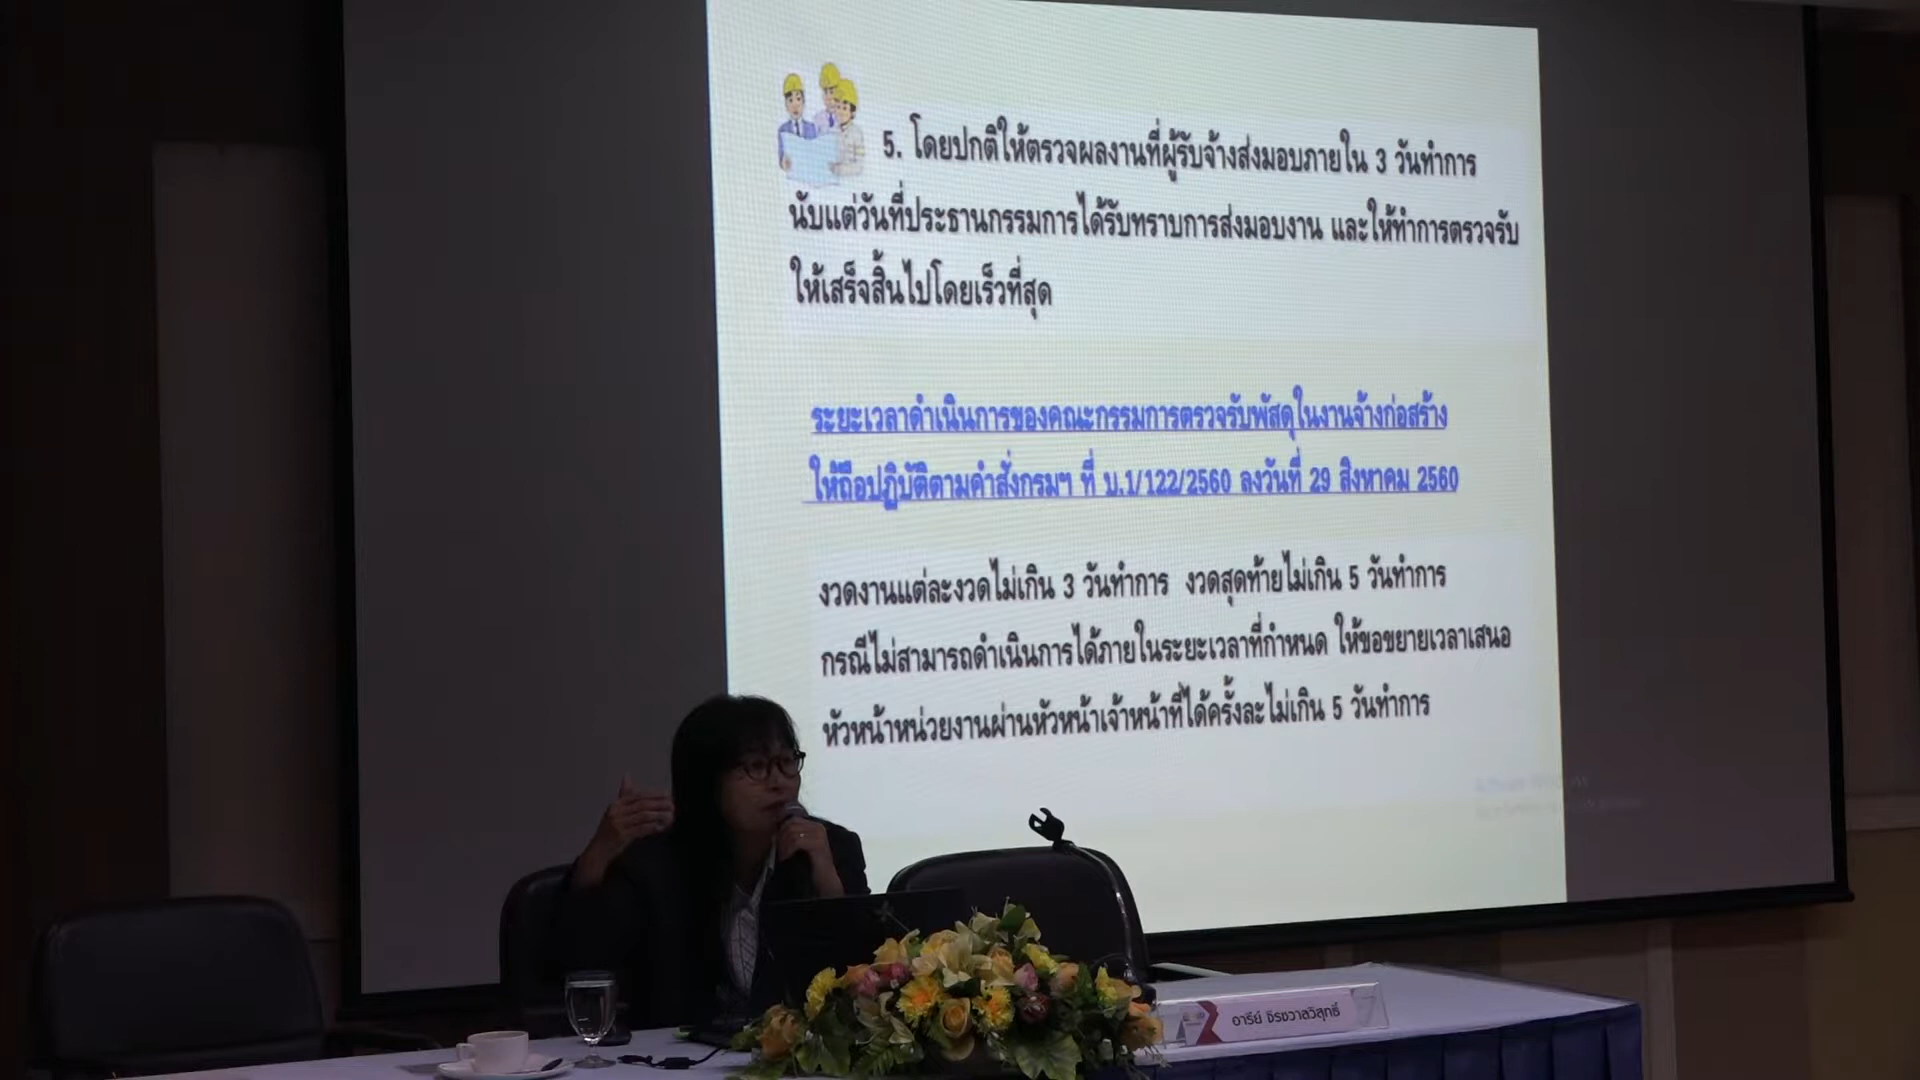 5. โดยปกติให้ตรวจผลงานที่ผู้รับจ้างส่งมอบภายใน 3 วันทำการ
นับแต่วันที่ประธานกรรมการได้รับทราบการส่งมอบงาน และให้ทำการตรวจรับ
ให้เสร็จสิ้นไปโดยเร็วที่สุด
ระยะเวลาดำเนินการของคณะกรรมการตรวจรับพัสดุในงานจ้างก่อสร้าง
ให้ถือปฏิบัติตามคำสั่งกรมฯ ที่ บ.1/122/2560 ลงวันที่ 29 สิงหาคม 2560
งวดงานแต่ละงวดไม่เกิน 3 วันทำการ งวดสุดท้ายไม่เกิน 5 วันทำการ
กรณีไม่สามารถดำเนินการได้ภายในระยะเวลาที่กำหนด ให้ขอขยายเวลาเสนอ
หัวหน้าหน่วยงานผ่านหัวหน้าเจ้าหน้าที่ได้ครั้งละไม่เกิน 5 วันทำการ
อารีย์ จิรชวาลวิสุทธิ์